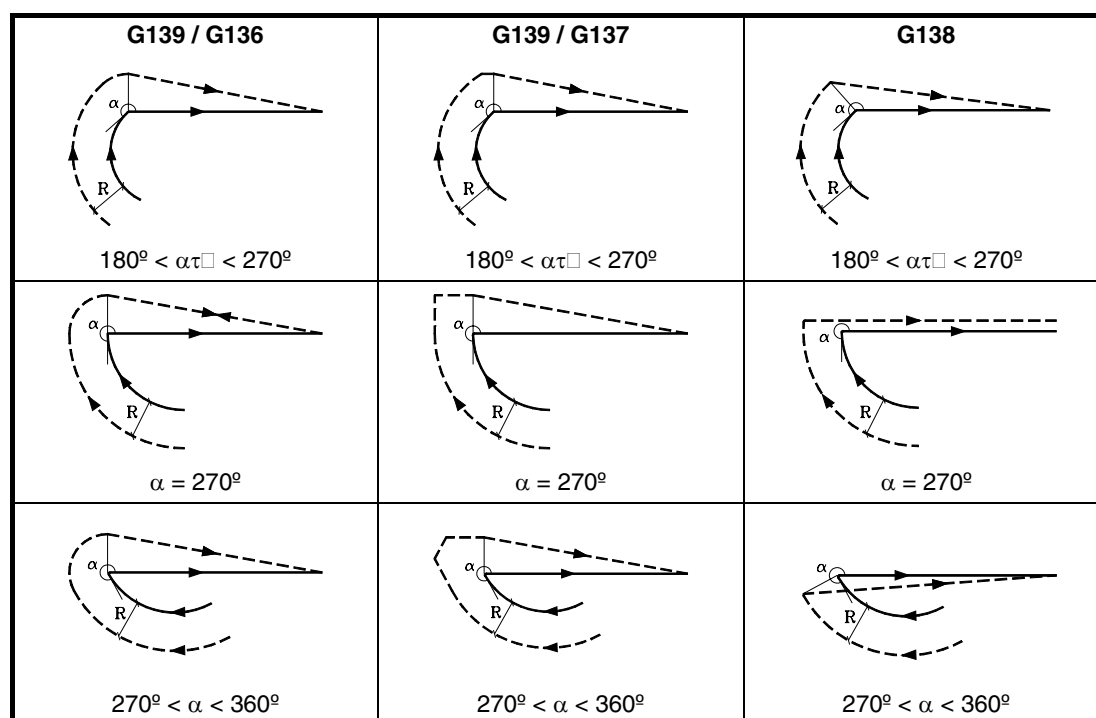 G139 / G136
G139 / G137
G138
α
R
α
R
α
R
180º < ατ□ < 270º
180º < ατ□ < 270º
180º < ατ□ < 270º
α
R
α
R
α
R
α = 270º
α = 270º
α = 270º
α
R
α
R
α
R
270º < α < 360º
270º < α < 360º
270º < α < 360º